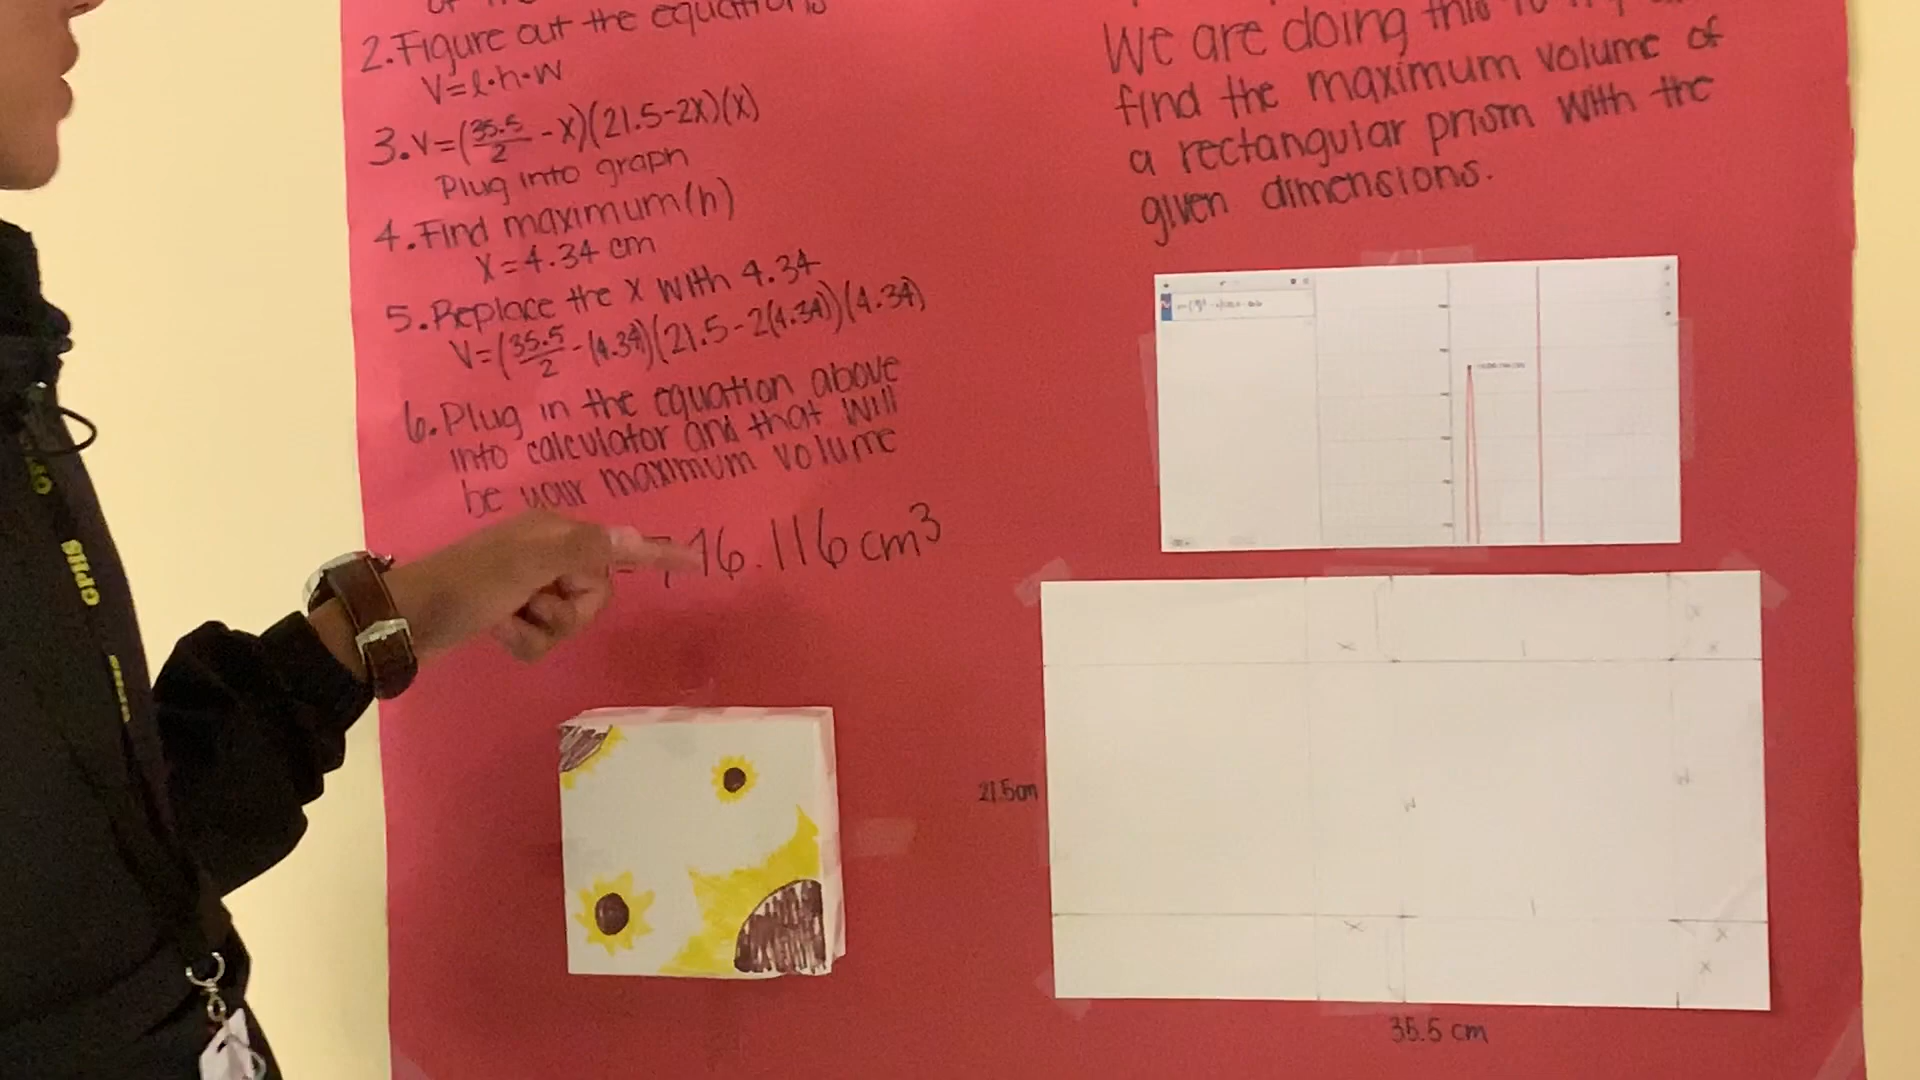 2. Figure out the equations
V=l·h·w
3. V=(35.5/2 -x)(21.5-2x)(x)
Plug into graph
4. Find maximum(h)
x=4.34 cm
5. Replace the x with 4.34
V=(35.5/2 -(4.34)(21.5-2(4.34))(4.34)
6. Plug in the equation above
into calculator and that will
be your maximum volume
6.116 cm³
We are doing this to
find the maximum volume of
a rectangular prism with the
given dimensions.
x
l
x
x
w
w
21.5cm
x
l
x
x
35.5 cm
CPHS